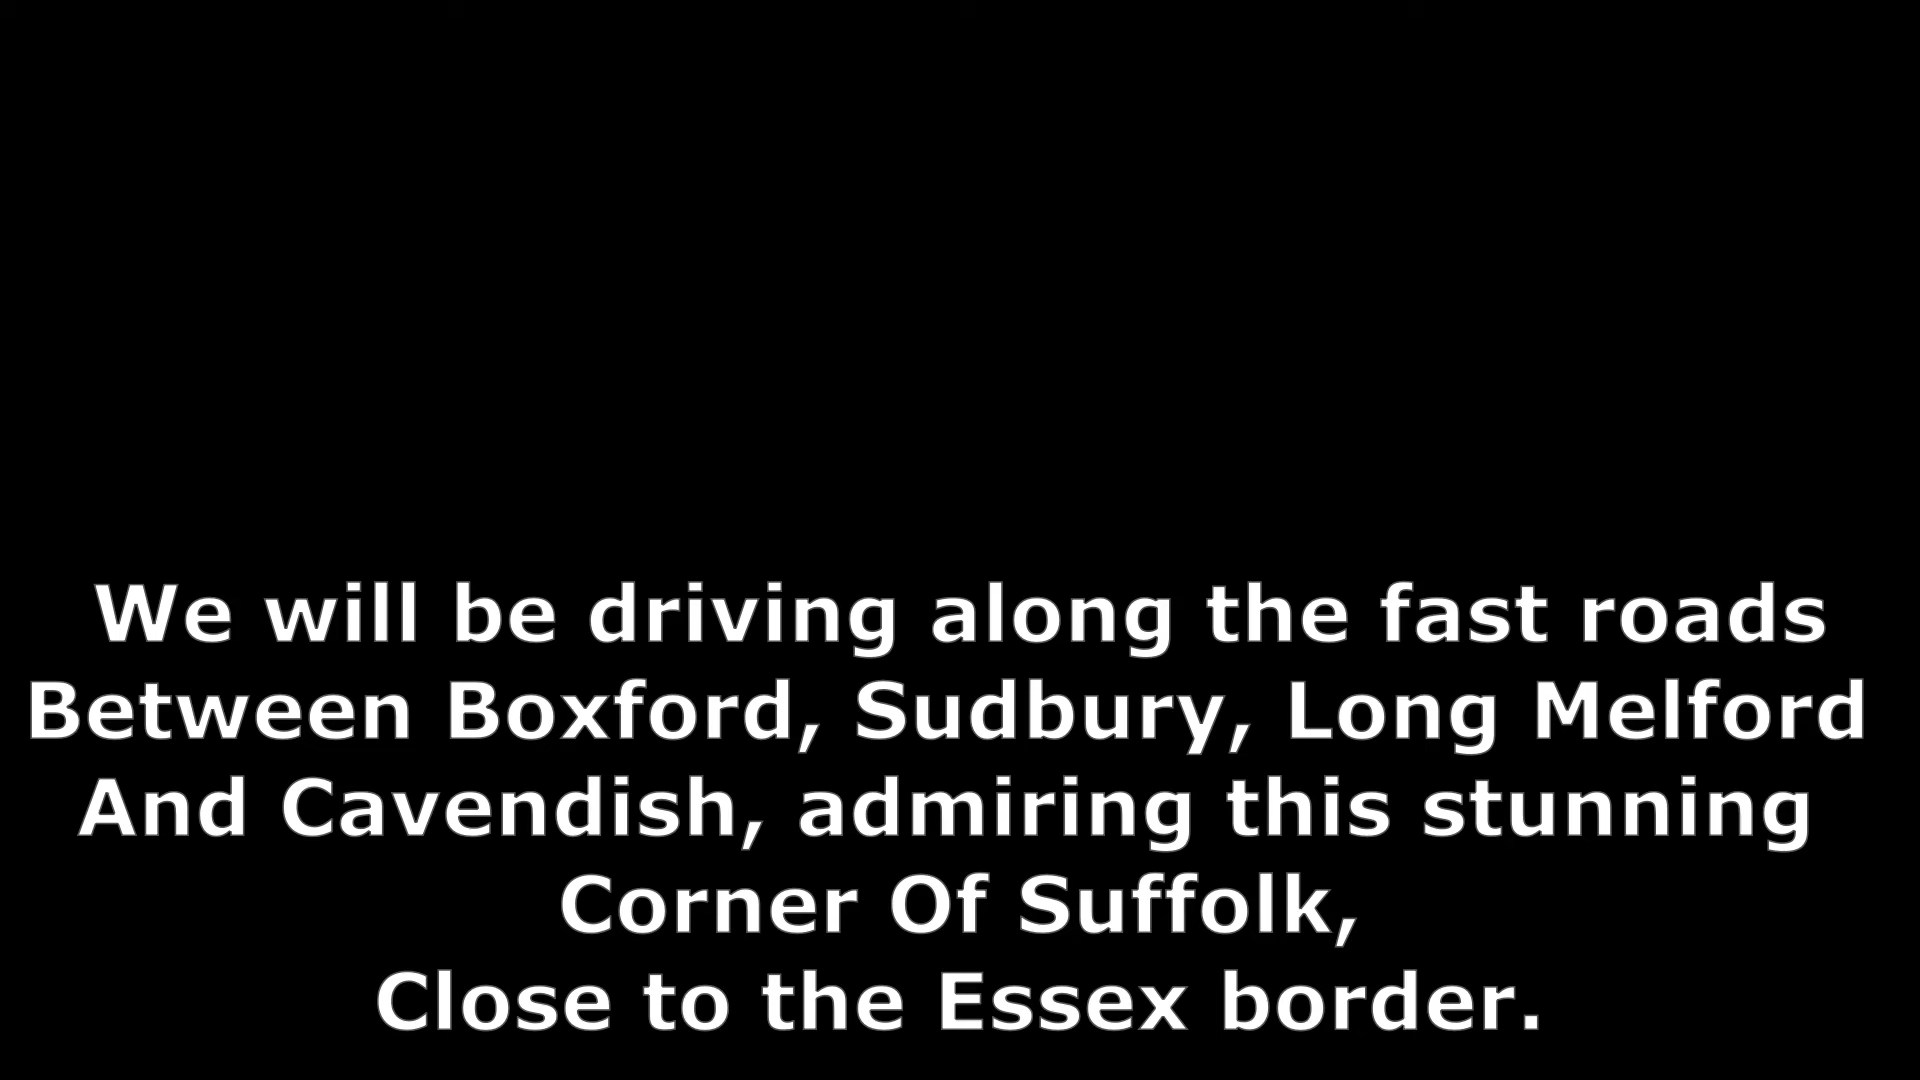 We will be driving along the fast roads
Between Boxford, Sudbury, Long Melford
And Cavendish, admiring this stunning
Corner Of Suffolk,
Close to the Essex border.